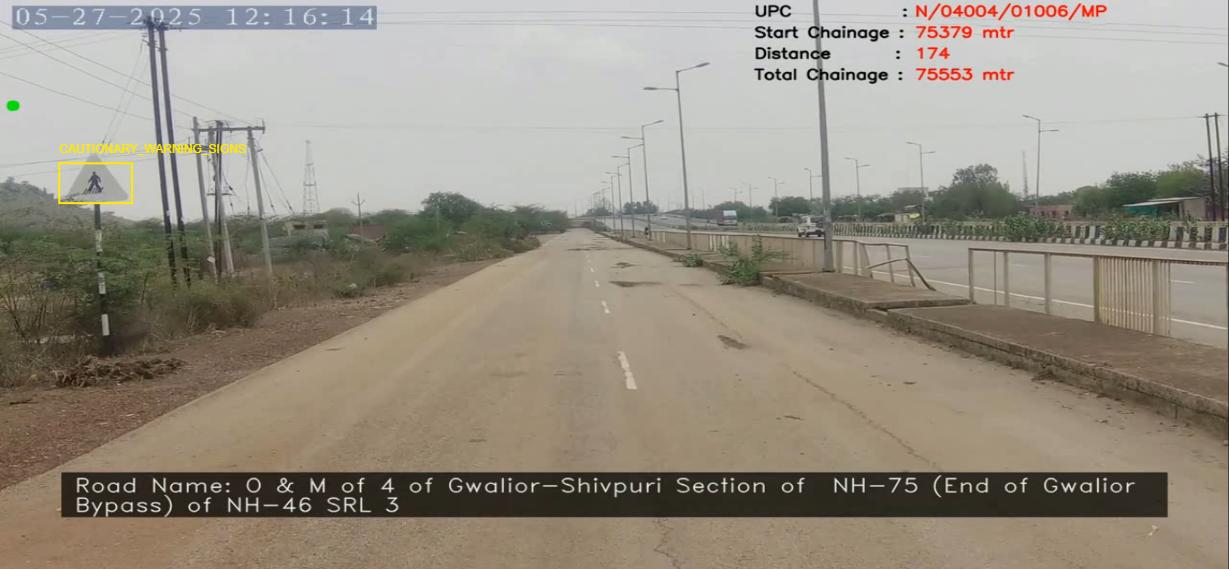 05-27-2025 12:16:14
UPC : N/04004/01006/MP
Start Chainage : 75379 mtr
Distance : 174
Total Chainage : 75553 mtr
CAUTIONARY_WARNING_SIGNS
Road Name: O & M of 4 of Gwalior-Shivpuri Section of NH-75 (End of Gwalior
Bypass) of NH-46 SRL 3